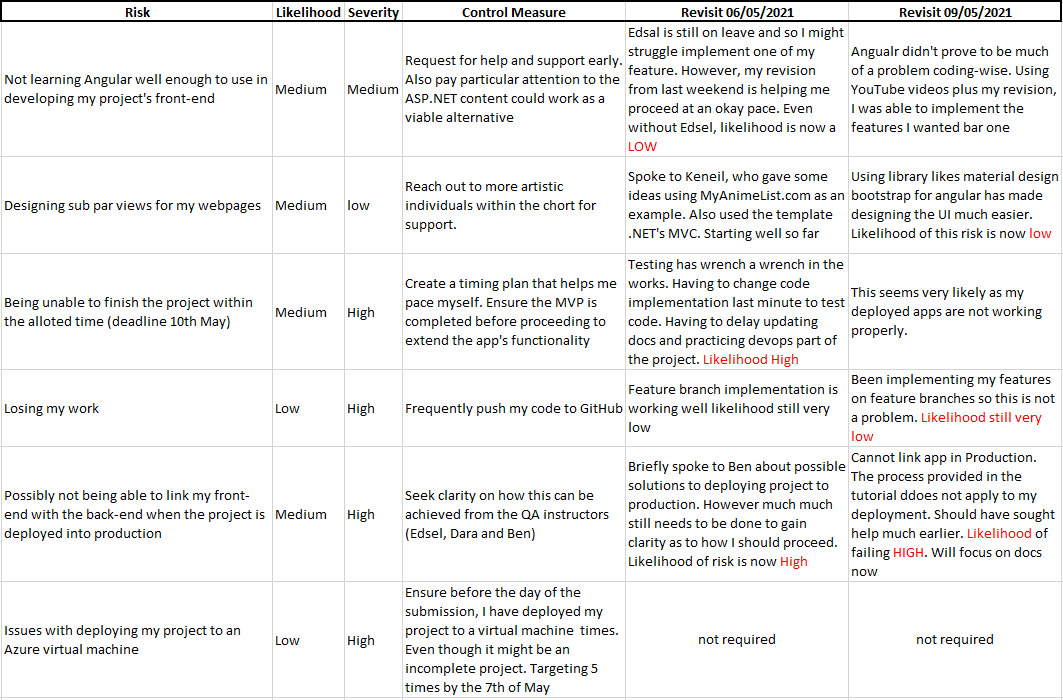 Risk Likelihood Severity Control Measure Revisit 06/05/2021 Revisit 09/05/2021
Not learning Angular well enough to use in
developing my project's front-end
Medium
Medium
Request for help and support early.
Also pay particular attention to the
ASP.NET content could work as a
viable alternative
Edsal is still on leave and so I might
struggle implement one of my
feature. However, my revision
from last weekend is helping me
proceed at an okay pace. Even
without Edsel, likelihood is now a
LOW
Angualr didn't prove to be much
of a problem coding-wise. Using
YouTube videos plus my revision,
I was able to implement the
features I wanted bar one
Designing sub par views for my webpages
Medium
low
Reach out to more artistic
individuals within the chort for
support.
Spoke to Keneil, who gave some
ideas using MyAnimeList.com as an
example. Also used the template
.NET's MVC. Starting well so far
Using library likes material design
bootstrap for angular has made
designing the UI much easier.
Likelihood of this risk is now low
Being unable to finish the project within
the alloted time (deadline 10th May)
Medium
High
Create a timing plan that helps me
pace myself. Ensure the MVP is
completed before proceeding to
extend the app's functionality
Testing has wrench a wrench in the
works. Having to change code
implementation last minute to test
code. Having to delay updating
docs and practicing devops part of
the project. Likelihood High
This seems very likely as my
deployed apps are not working
properly.
Losing my work
Low
High
Frequently push my code to GitHub
Feature branch implementation is
working well likelihood still very
low
Been implementing my features
on feature branches so this is not
a problem. Likelihood still very
low
Possibly not being able to link my front-
end with the back-end when the project is
deployed into production
Medium
High
Seek clarity on how this can be
achieved from the QA instructors
(Edsel, Dara and Ben)
Briefly spoke to Ben about possible
solutions to deploying project to
production. However much much
still needs to be done to gain
clarity as to how I should proceed.
Likelihood of risk is now High
Cannot link app in Production.
The process provided in the
tutorial ddoes not apply to my
deployment. Should have sought
help much earlier. Likelihood of
failing HIGH. Will focus on docs
now
Issues with deploying my project to an
Azure virtual machine
Low
High
Ensure before the day of the
submission, I have deployed my
project to a virtual machine times.
Even though it might be an
incomplete project. Targeting 5
times by the 7th of May
not required
not required